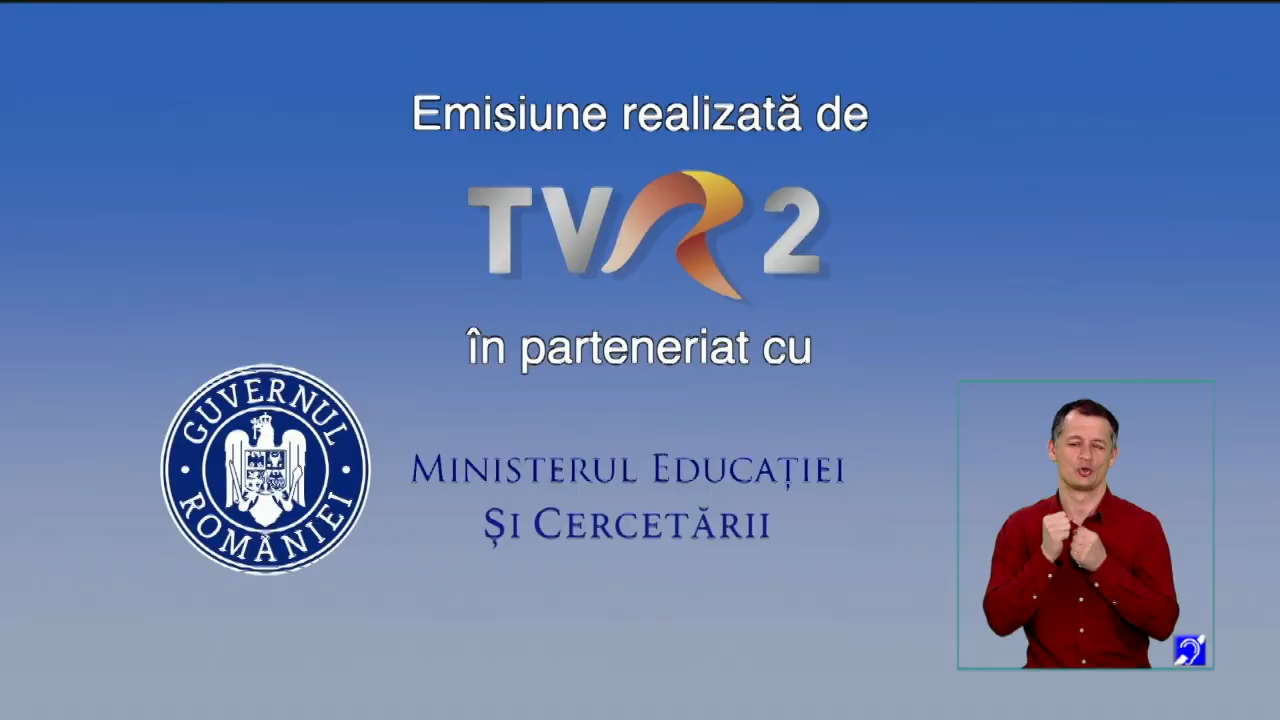 Emisiune realizată de
TVR 2
în parteneriat cu
GUVERNUL ROMÂNIEI
MINISTERUL EDUCAȚIEI
ȘI CERCETĂRII